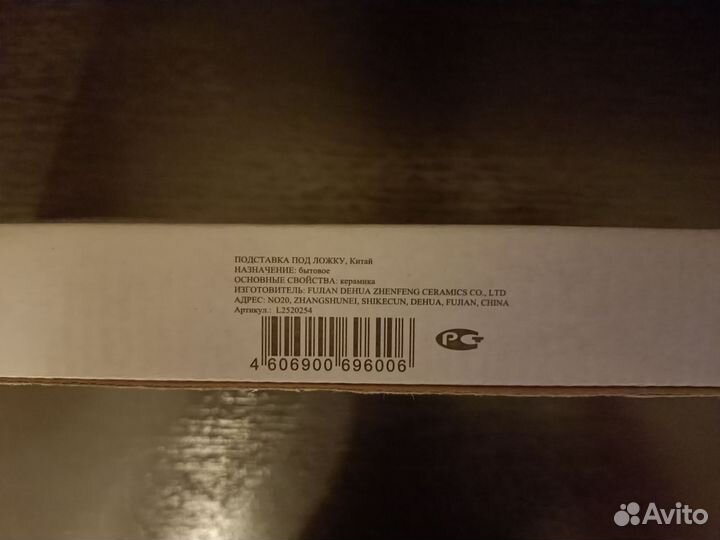 ПОДСТАВКА ПОД ЛОЖКУ, Китай
НАЗНАЧЕНИЕ: бытовое
ОСНОВНЫЕ СВОЙСТВА: керамика
ИЗГОТОВИТЕЛЬ: FUJIAN DEHUA ZHENFENG CERAMICS CO., LTD
АДРЕС: NO20, ZHANGSHUNEI, SHIKECUN, DEHUA, FUJIAN, CHINA
Артикул.: L2520254
4 606900 696006
РС
Avito